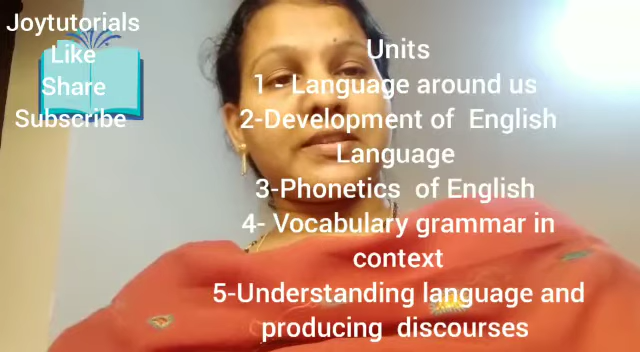 Joytutorials
Like
Share
Subscribe
Units
1 - Language around us
2-Development of English
Language
3-Phonetics of English
4- Vocabulary grammar in
context
5-Understanding language and
producing discourses